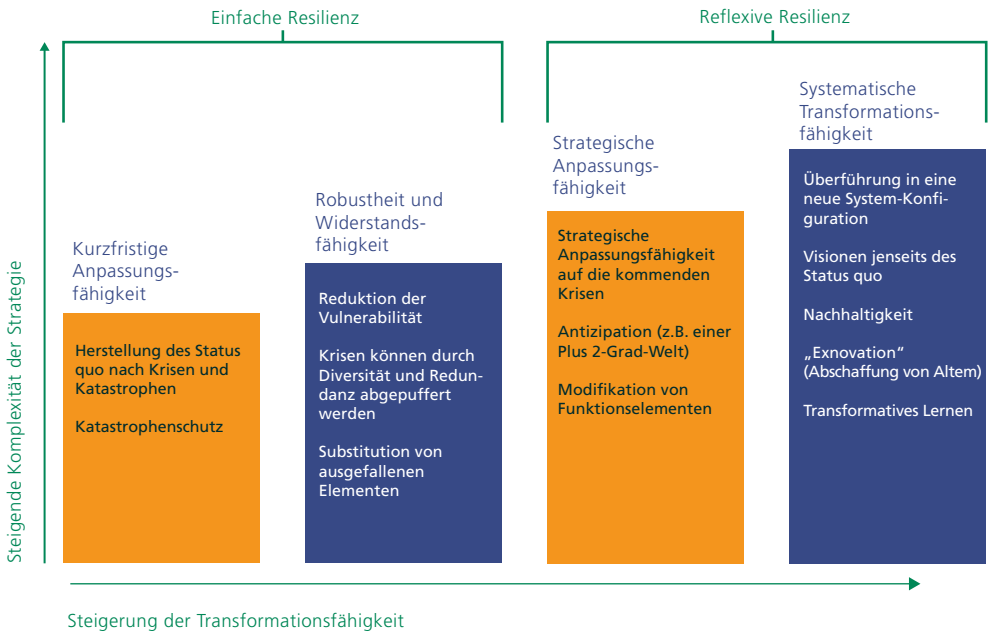 Einfache Resilienz
Reflexive Resilienz
Steigende Komplexität der Strategie
Kurzfristige
Anpassungs-
fähigkeit
Herstellung des Status
quo nach Krisen und
Katastrophen
Katastrophenschutz
Robustheit und
Widerstands-
fähigkeit
Reduktion der
Vulnerabilität
Krisen können durch
Diversität und Redun-
danz abgepuffert
werden
Substitution von
ausgefallenen
Elementen
Strategische
Anpassungs-
fähigkeit
Strategische
Anpassungsfähigkeit
auf die kommenden
Krisen
Antizipation (z.B. einer
Plus 2-Grad-Welt)
Modifikation von
Funktionselementen
Systematische
Transformations-
fähigkeit
Überführung in eine
neue System-Konfi-
guration
Visionen jenseits des
Status quo
Nachhaltigkeit
„Exnovation“
(Abschaffung von Altem)
Transformatives Lernen
Steigerung der Transformationsfähigkeit